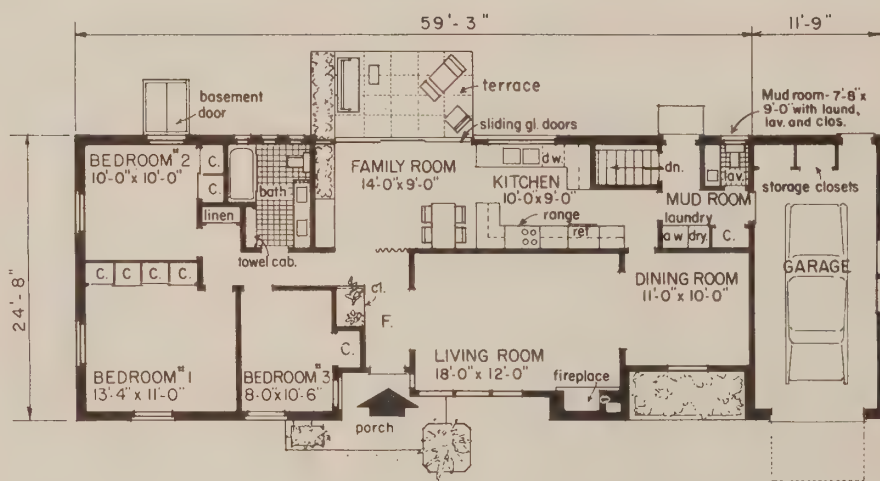 59'-3"
11'-9"
24'-8"
basement
door
terrace
sliding gl. doors
Mud room-7'-8" x
9'-0" with laund,
lav. and clos.
BEDROOM #2
10'-0" x 10'-0"
C.
C.
bath
linen
towel cab.
FAMILY ROOM
14'-0" x 9'-0"
KITCHEN
10'-0" x 9'-0"
d w.
range
ref
dn.
lav.
MUD ROOM
laundry
a w
dry.
C.
storage closets
GARAGE
C.
C.
C.
C.
BEDROOM #1
13'-4" x 11'-0"
BEDROOM #3
8'-0" x 10'-6"
C.
cl.
F.
LIVING ROOM
18'-0" x 12'-0"
DINING ROOM
11'-0" x 10'-0"
fireplace
porch